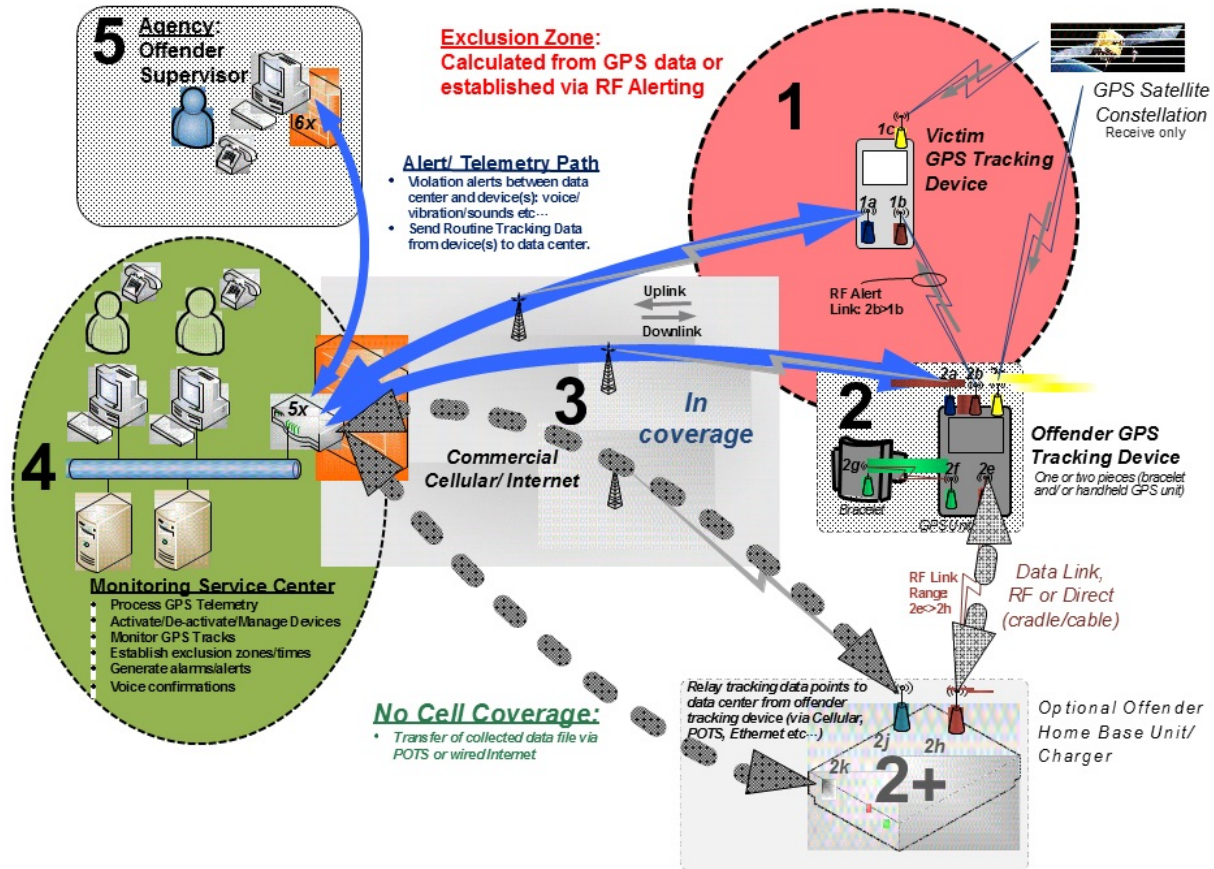 5
Agency:
Offender
Supervisor
6x
Exclusion Zone:
Calculated from GPS data or
established via RF Alerting
1
GPS Satellite
Constellation
Receive only
1c
Victim
GPS Tracking
Device
1a
1b
Alert/ Telemetry Path
• Violation alerts between data
center and device(s): voice/
vibration/sounds etc…
• Send Routine Tracking Data
from device(s) to data center.
RF Alert
Link: 2b>1b
Uplink
Downlink
2a
2b
2
3
In
coverage
Commercial
Cellular/ Internet
5x
4
Offender GPS
Tracking Device
One or two pieces (bracelet
and/ or handheld GPS unit)
2g
2f
2e
Bracelet
GPS Unit
Monitoring Service Center
Process GPS Telemetry
Activate/De-activate/Manage Devices
Monitor GPS Tracks
Establish exclusion zones/times
Generate alarms/alerts
Voice confirmations
RF Link
Range:
2e<>2h
Data Link,
RF or Direct
(cradle/cable)
No Cell Coverage:
• Transfer of collected data file via
POTS or wired Internet
Relay tracking data points to
data center from offender
tracking device (via Cellular,
POTS, Ethernet etc…)
2j
2h
2k
2+
Optional Offender
Home Base Unit/
Charger